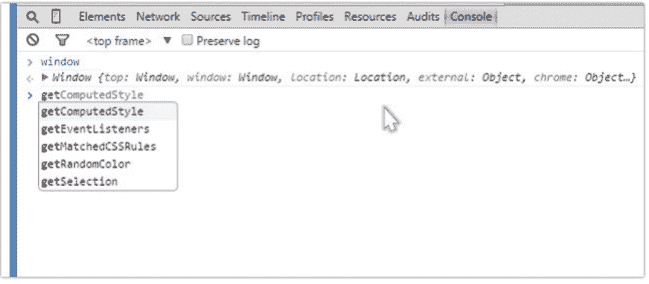 Elements Network Sources Timeline Profiles Resources Audits Console
<top frame> ▼ Preserve log
> window
Window {top: Window, window: Window, location: Location, external: Object, chrome: Object…}
> getComputedStyle
getComputedStyle
getEventListeners
getMatchedCSSRules
getRandomColor
getSelection